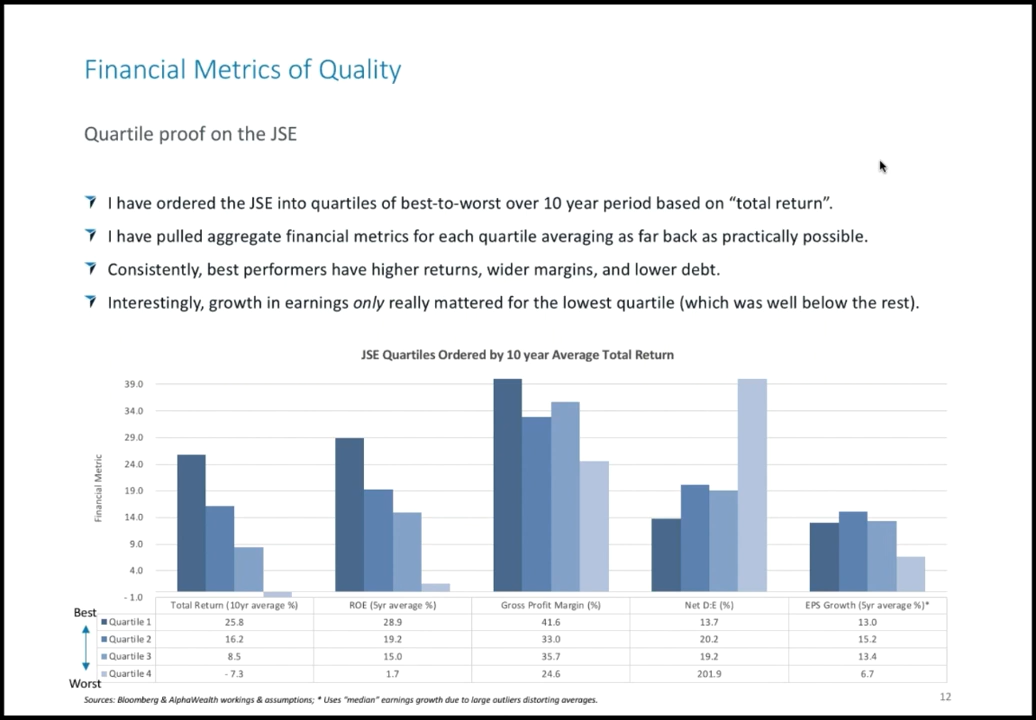 Financial Metrics of Quality
Quartile proof on the JSE
I have ordered the JSE into quartiles of best-to-worst over 10 year period based on “total return”.
I have pulled aggregate financial metrics for each quartile averaging as far back as practically possible.
Consistently, best performers have higher returns, wider margins, and lower debt.
Interestingly, growth in earnings only really mattered for the lowest quartile (which was well below the rest).
JSE Quartiles Ordered by 10 year Average Total Return
Financial Metric
39.0
34.0
29.0
24.0
19.0
14.0
9.0
4.0
- 1.0
Total Return (10yr average %) ROE (5yr average %) Gross Profit Margin (%) Net D:E (%) EPS Growth (5yr average %)*
Best
Quartile 1 25.8 28.9 41.6 13.7 13.0
Quartile 2 16.2 19.2 33.0 20.2 15.2
Quartile 3 8.5 15.0 35.7 19.2 13.4
Quartile 4 - 7.3 1.7 24.6 201.9 6.7
Worst
Sources: Bloomberg & AlphaWealth workings & assumptions; * Uses "median" earnings growth due to large outliers distorting averages.
12